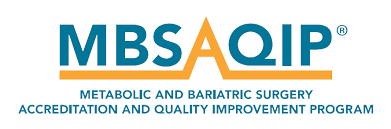 MBSAQIP®
METABOLIC AND BARIATRIC SURGERY
ACCREDITATION AND QUALITY IMPROVEMENT PROGRAM